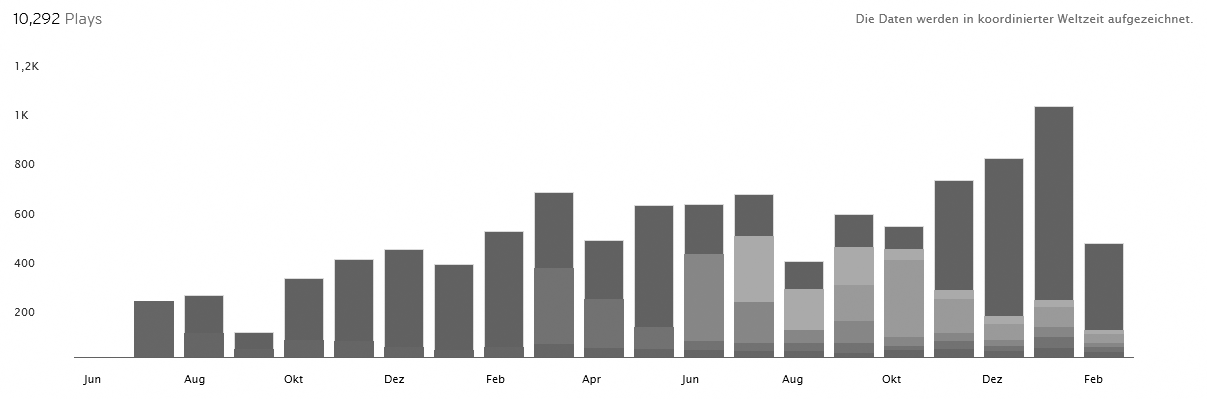 10,292 Plays
Die Daten werden in koordinierter Weltzeit aufgezeichnet.
1,2K
1K
800
600
400
200
Jun Aug Okt Dez Feb Apr Jun Aug Okt Dez Feb